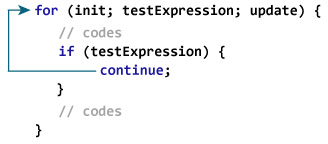 for (init; testExpression; update) {
// codes
if (testExpression) {
continue;
}
// codes
}